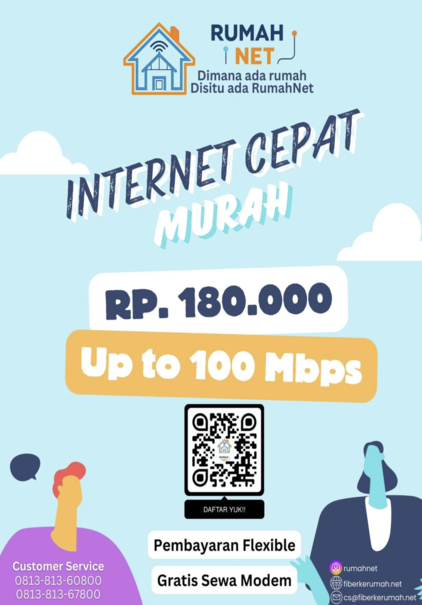 RUMAH
NET
Dimana ada rumah
Disitu ada RumahNet
INTERNET CEPAT
MURAH
RP. 180.000
Up to 100 Mbps
DAFTAR YUK!!
Pembayaran Flexible
Gratis Sewa Modem
Customer Service
0813-813-60800
0813-813-67800
rumahnet
fiberkerumah.net
cs@fiberkerumah.net